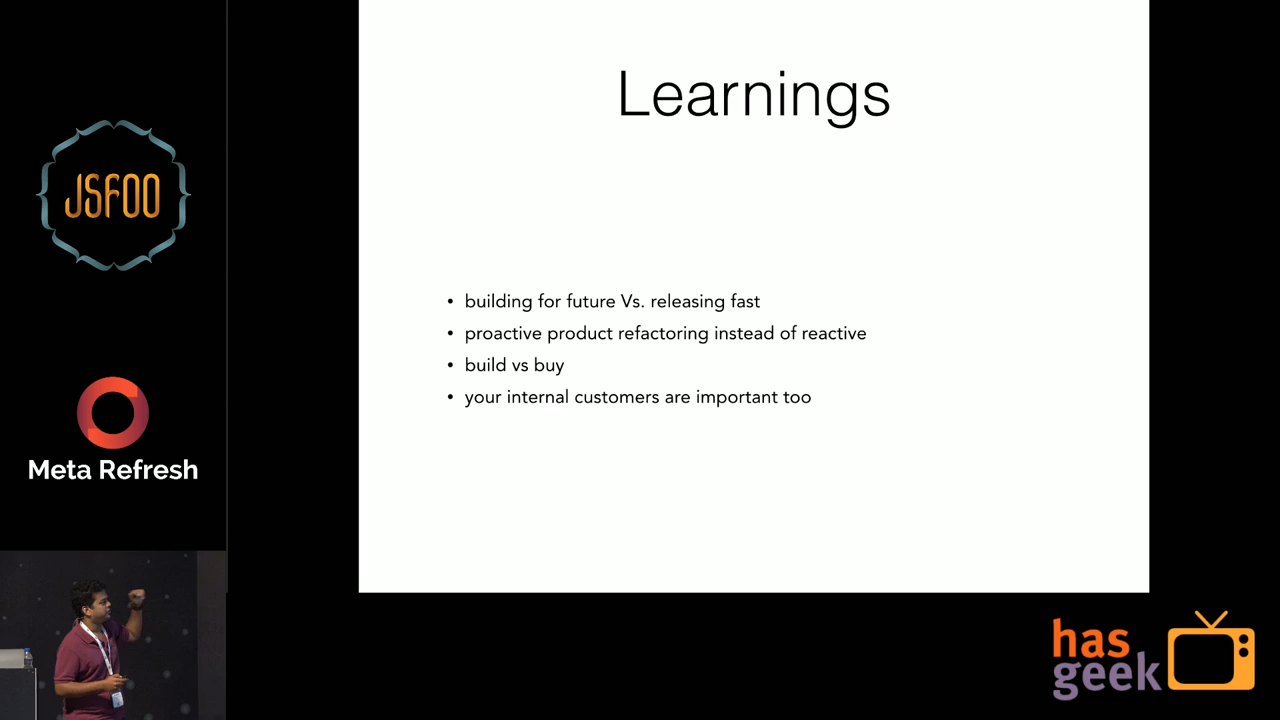 Learnings
• building for future Vs. releasing fast
• proactive product refactoring instead of reactive
• build vs buy
• your internal customers are important too
JSFOO
Meta Refresh
has
geek